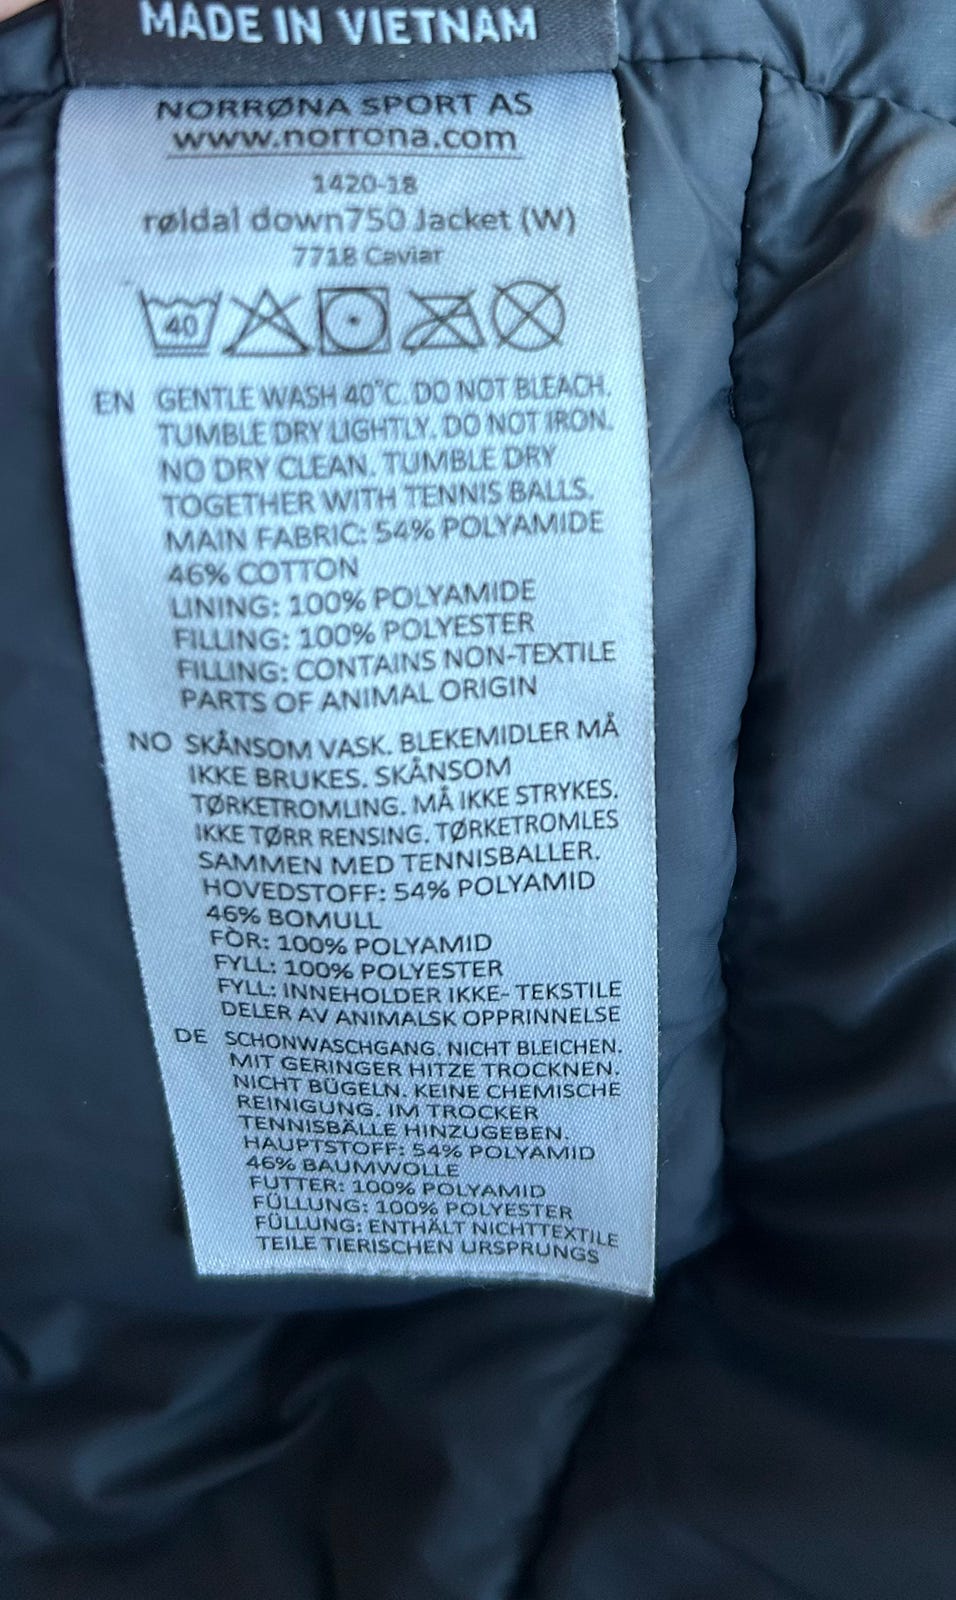 MADE IN VIETNAM
NORRØNA SPORT AS
www.norrona.com
1420-18
røldal down750 Jacket (W)
7718 Caviar
40
EN GENTLE WASH 40°C. DO NOT BLEACH.
TUMBLE DRY LIGHTLY. DO NOT IRON.
NO DRY CLEAN. TUMBLE DRY
TOGETHER WITH TENNIS BALLS.
MAIN FABRIC: 54% POLYAMIDE
46% COTTON
LINING: 100% POLYAMIDE
FILLING: 100% POLYESTER
FILLING: CONTAINS NON-TEXTILE
PARTS OF ANIMAL ORIGIN
NO SKÅNSOM VASK. BLEKEMIDLER MÅ
IKKE BRUKES. SKÅNSOM
TØRKETROMLING. MÅ IKKE STRYKES.
IKKE TØRR RENSING. TØRKETROMLES
SAMMEN MED TENNISBALLER.
HOVEDSTOFF: 54% POLYAMID
46% BOMULL
FÒR: 100% POLYAMID
FYLL: 100% POLYESTER
FYLL: INNEHOLDER IKKE- TEKSTILE
DELER AV ANIMALSK OPPRINNELSE
DE SCHONWASCHGANG. NICHT BLEICHEN.
MIT GERINGER HITZE TROCKNEN.
NICHT BÜGELN. KEINE CHEMISCHE
REINIGUNG. IM TROCKER
TENNISBÄLLE HINZUGEBEN.
HAUPTSTOFF: 54% POLYAMID
46% BAUMWOLLE
FUTTER: 100% POLYAMID
FÜLLUNG: 100% POLYESTER
FÜLLUNG: ENTHÄLT NICHTTEXTILE
TEILE TIERISCHEN URSPRUNGS